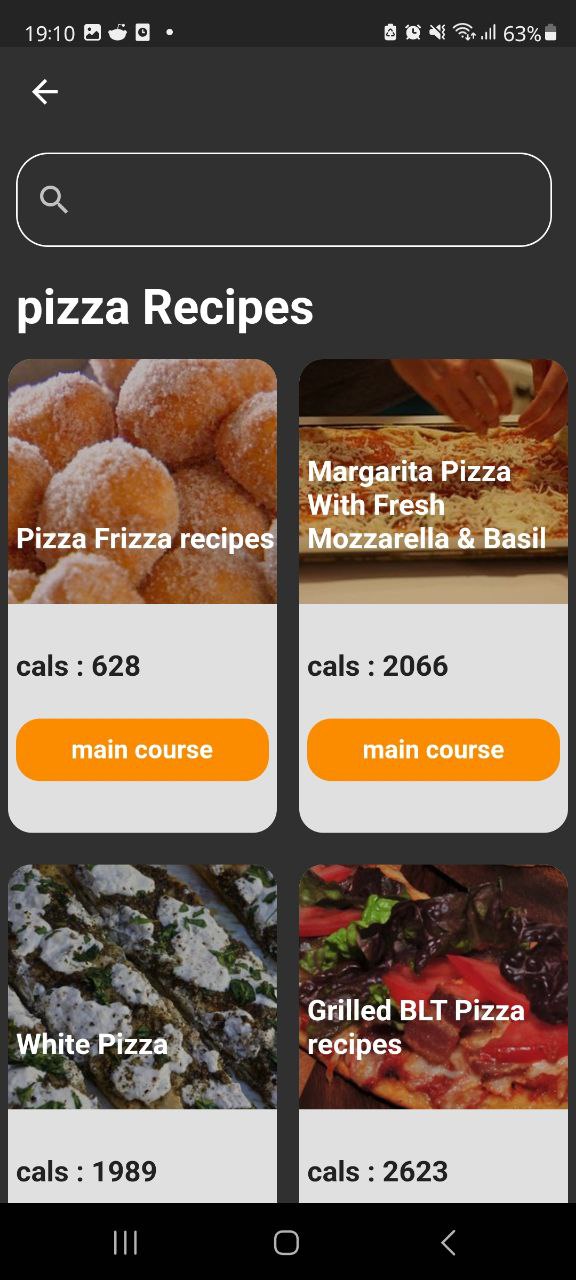 19:10
63%
pizza Recipes
Pizza Frizza recipes
Margarita Pizza
With Fresh
Mozzarella & Basil
cals : 628
cals : 2066
main course
main course
White Pizza
Grilled BLT Pizza
recipes
cals : 1989
cals : 2623